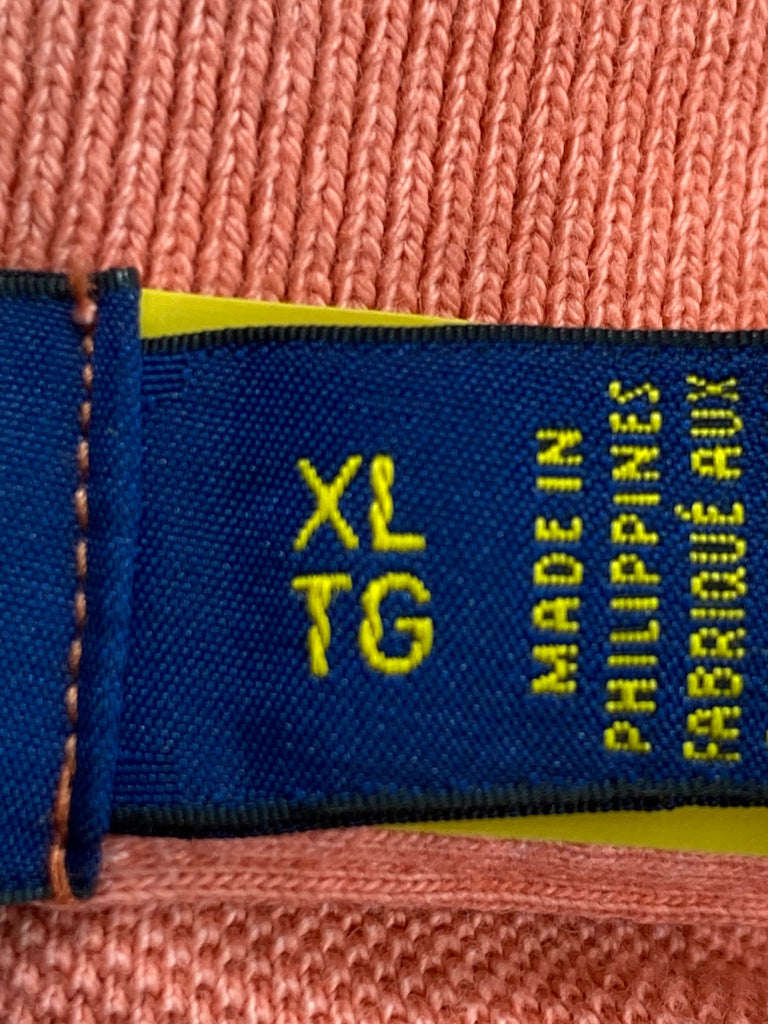 XL
TG
MADE IN
PHILIPPINES
FABRIQUÉ AUX